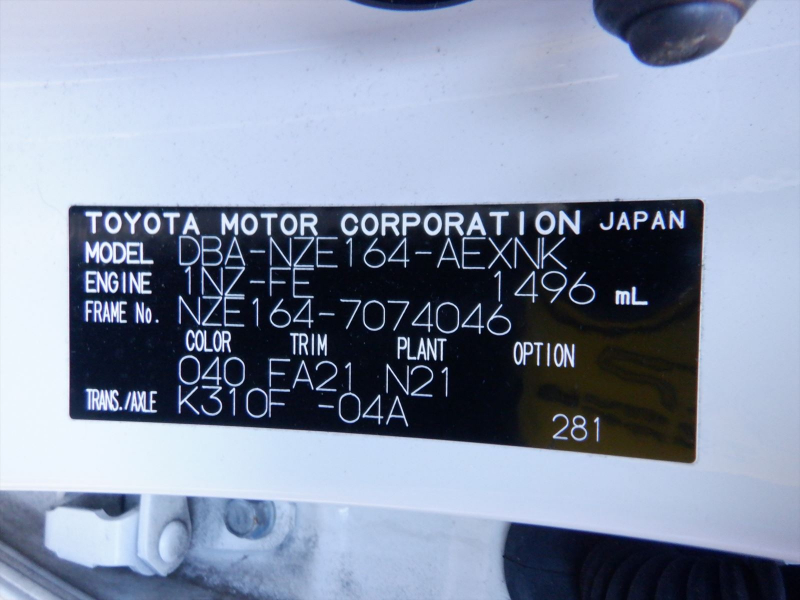 TOYOTA MOTOR CORPORATION JAPAN
MODEL DBA-NZE164-AEXNK
ENGINE 1NZ-FE 1496 mL
FRAME No. NZE164-7074046
COLOR TRIM PLANT OPTION
040 FA21 N21
TRANS./AXLE K310F -04A
281